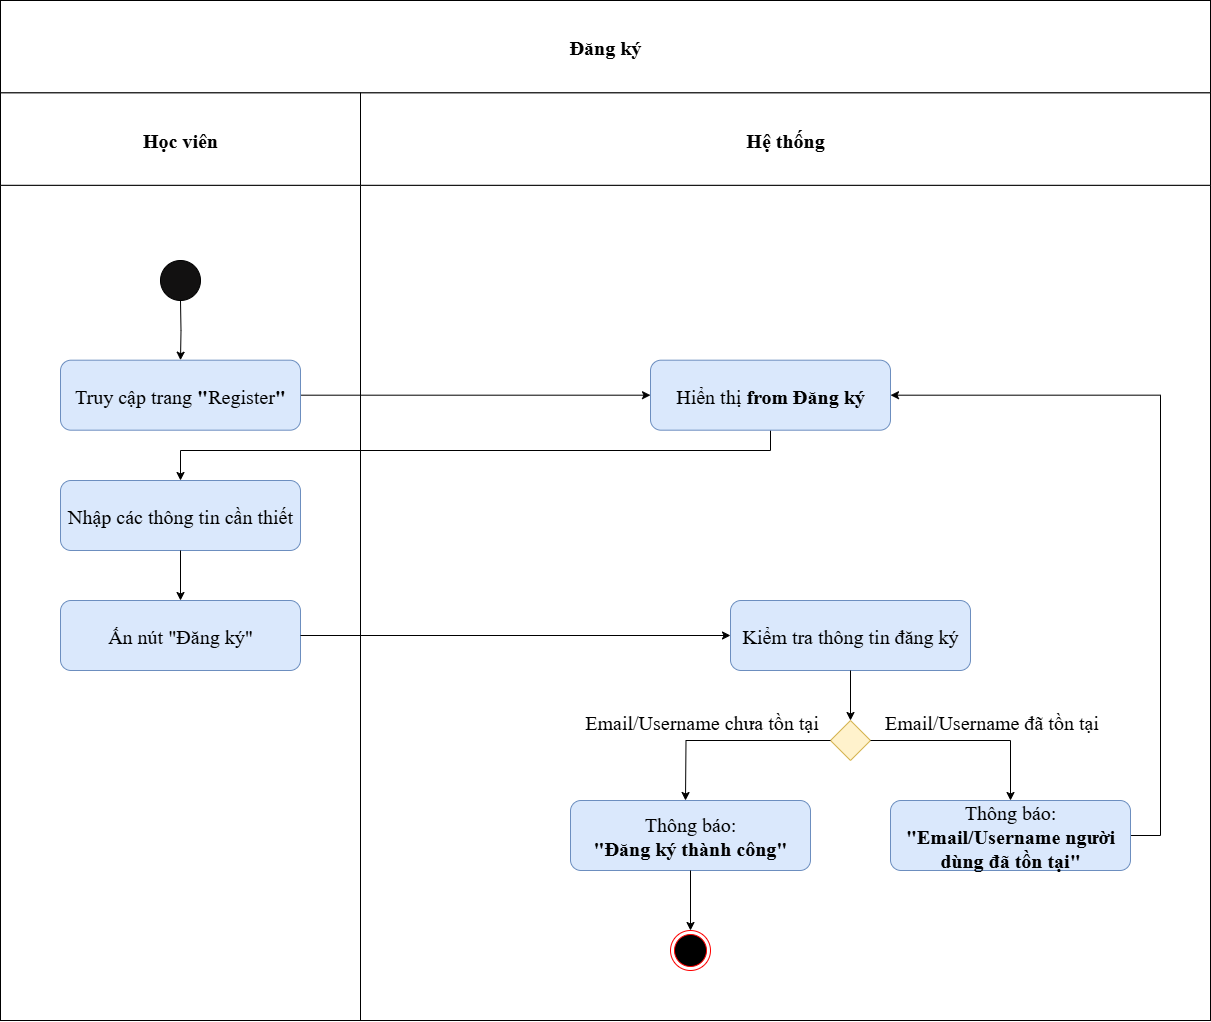 Đăng ký
Học viên
Hệ thống
Truy cập trang "Register"
Hiển thị from Đăng ký
Nhập các thông tin cần thiết
Ấn nút "Đăng ký"
Kiểm tra thông tin đăng ký
Email/Username chưa tồn tại
Email/Username đã tồn tại
Thông báo:
"Đăng ký thành công"
Thông báo:
"Email/Username người
dùng đã tồn tại"